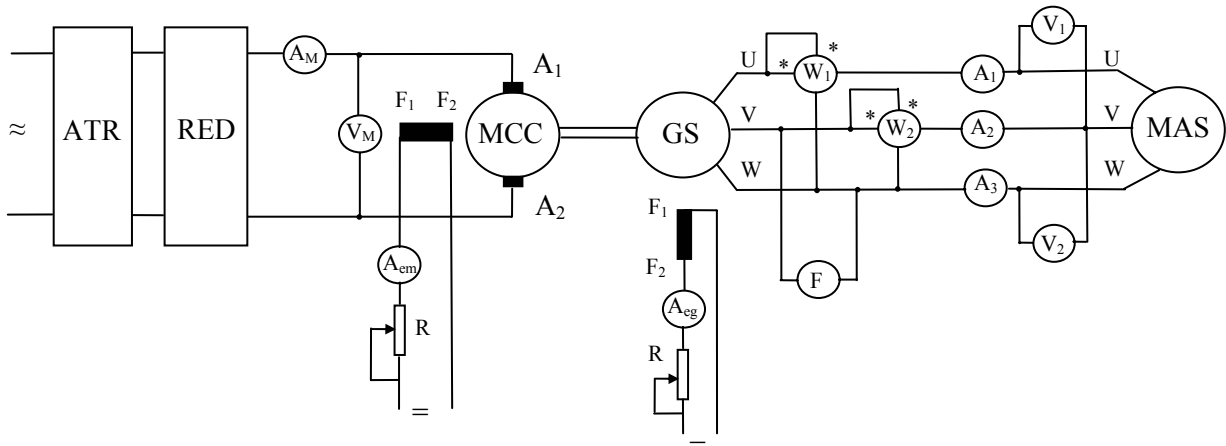 ≈
ATR
RED
A_M
V_M
F₁
F₂
A₁
MCC
A₂
A_em
R
=
GS
U
V
W
*
*
W₁
*
*
W₂
F₁
F₂
A_eg
R
=
F
A₁
A₂
A₃
V₁
V₂
U
V
W
MAS